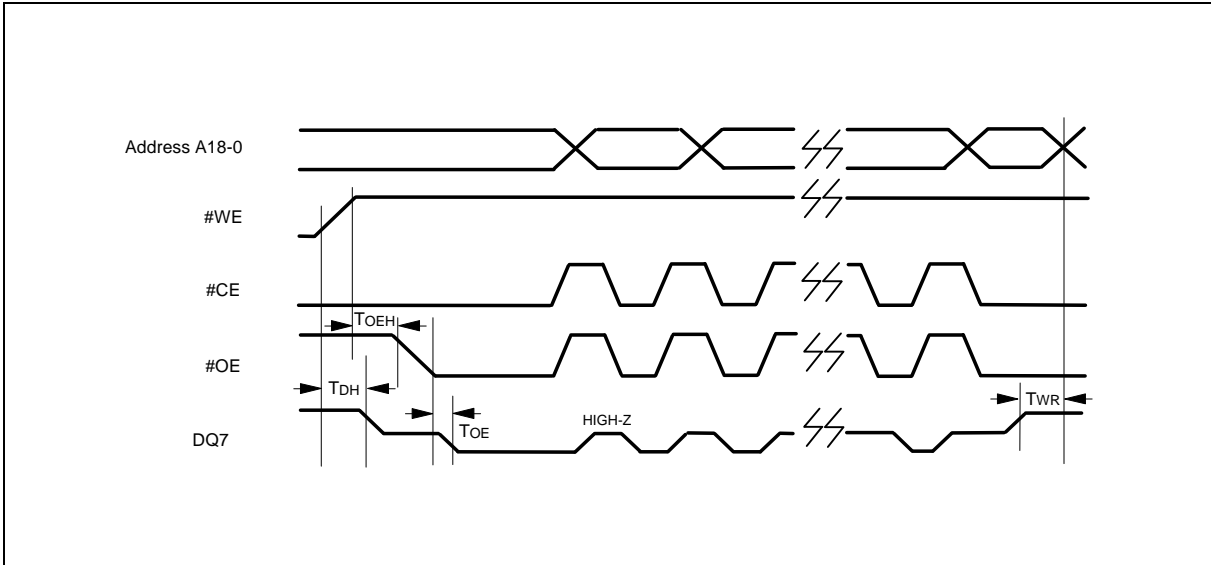 Address A18-0
#WE
#CE
TOEH
#OE
TDH
TWR
HIGH-Z
TOE
DQ7